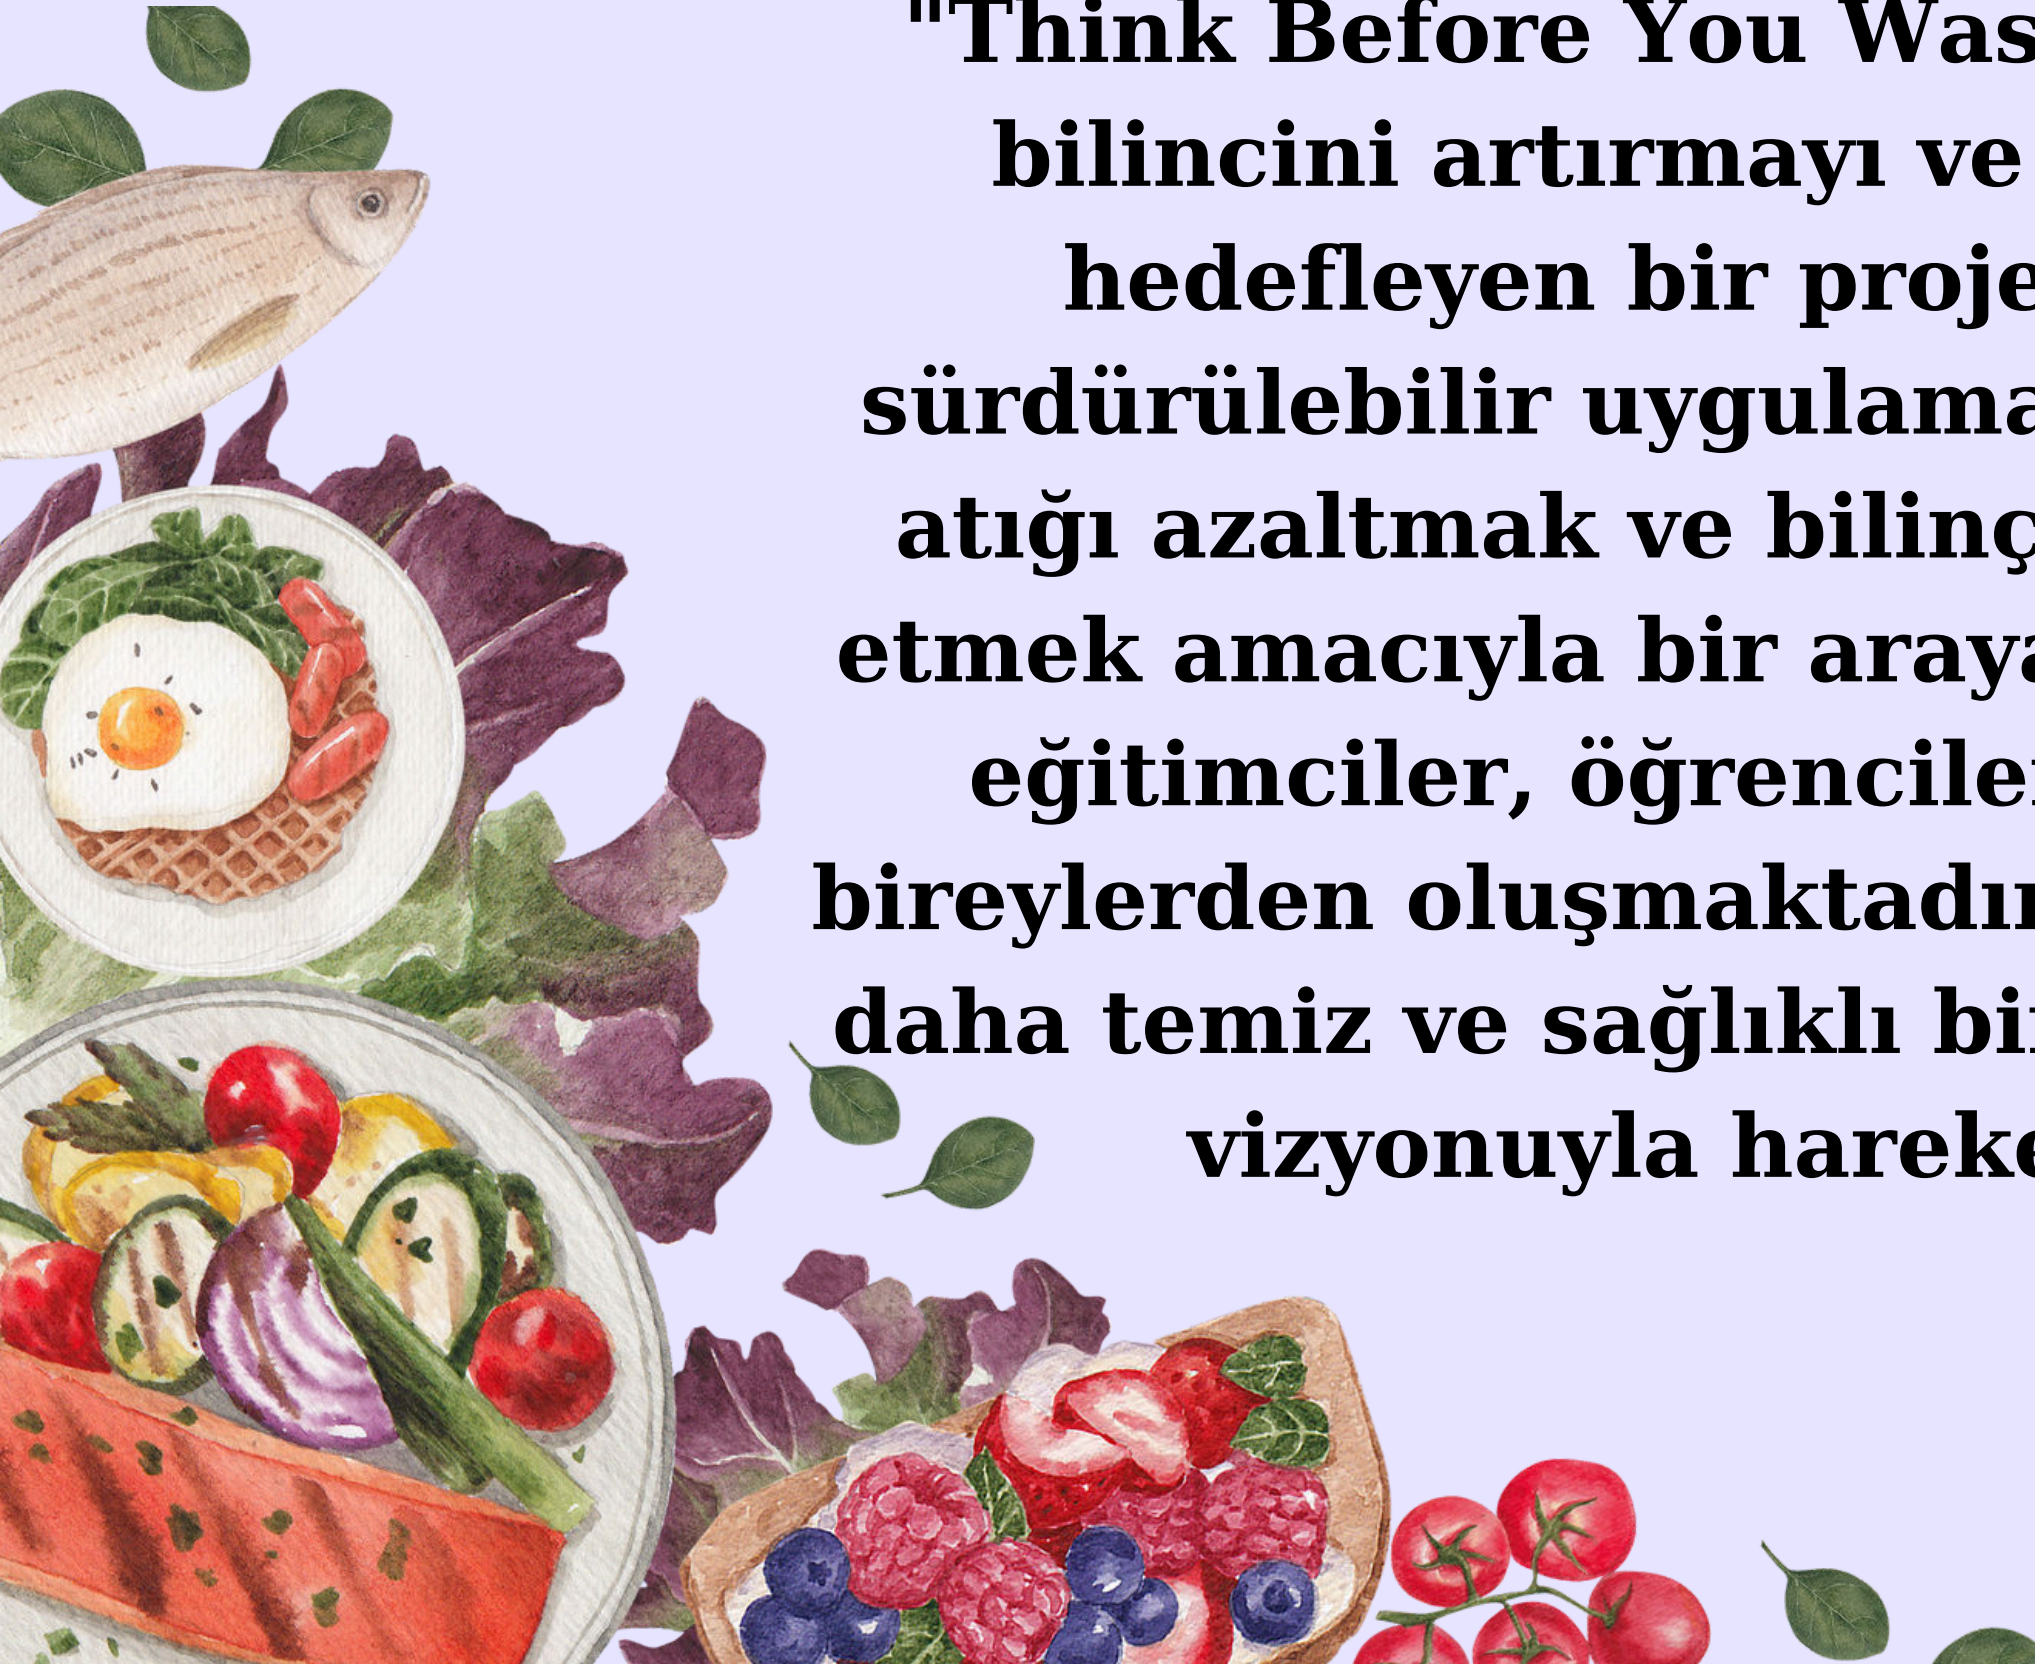 "Think Before You Was
bilincini artırmayı ve
hedefleyen bir proje
sürdürülebilir uygulama
atığı azaltmak ve bilinç
etmek amacıyla bir araya
eğitimciler, öğrenciler
bireylerden oluşmaktadır
daha temiz ve sağlıklı bir
vizyonuyla hareke